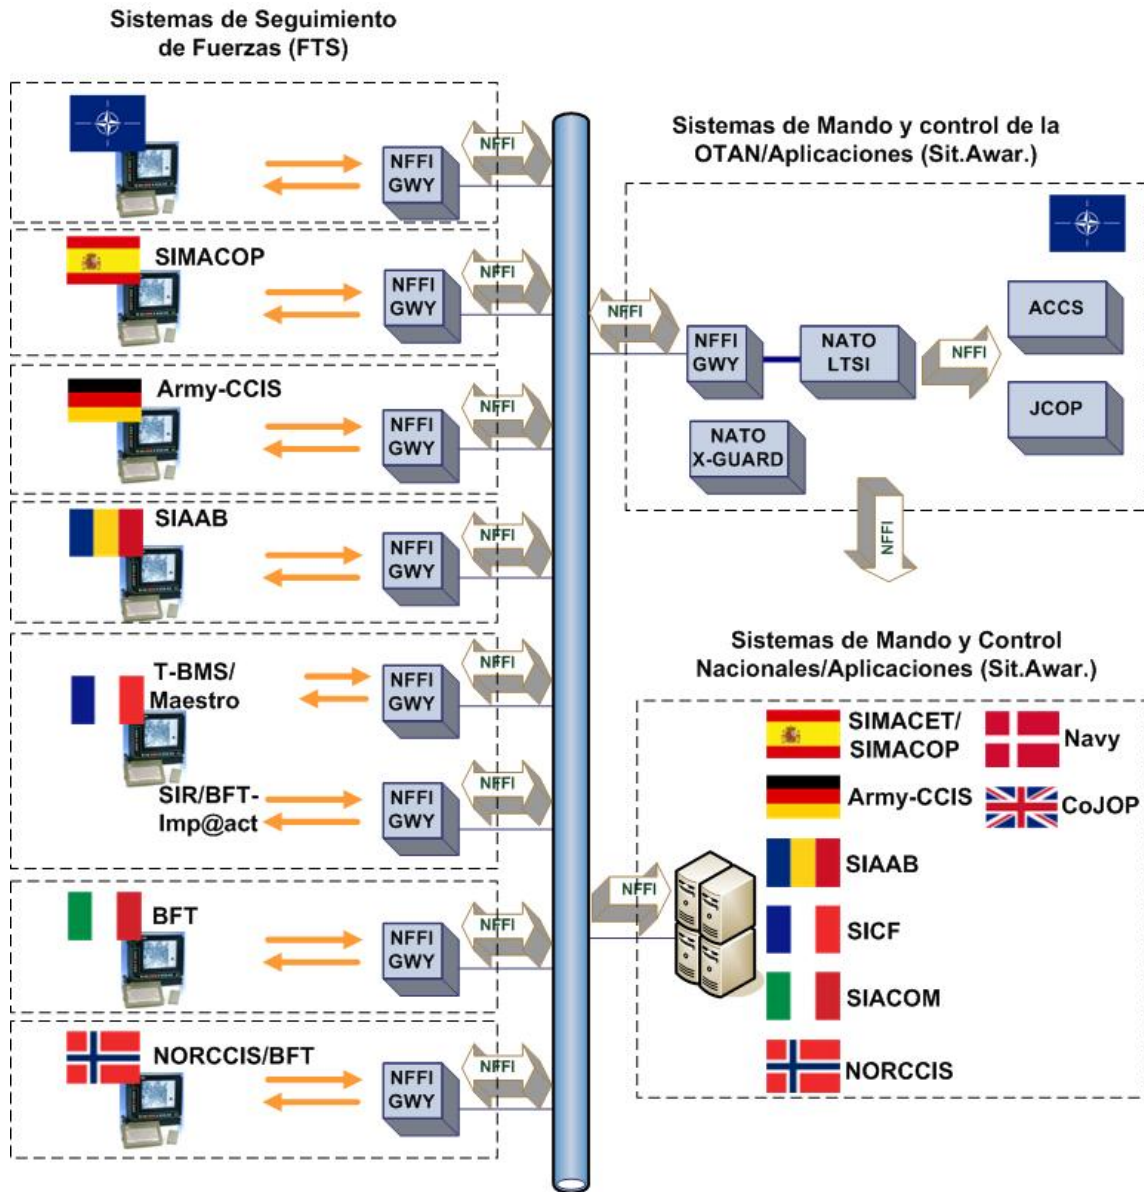 Sistemas de Seguimiento
de Fuerzas (FTS)
NFFI
NFFI
GWY
SIMACOP
NFFI
NFFI
GWY
Army-CCIS
NFFI
NFFI
GWY
SIAAB
NFFI
NFFI
GWY
T-BMS/
Maestro
NFFI
NFFI
GWY
SIR/BFT-
Imp@act
NFFI
NFFI
GWY
BFT
NFFI
NFFI
GWY
NORCCIS/BFT
NFFI
NFFI
GWY
Sistemas de Mando y control de la
OTAN/Aplicaciones (Sit.Awar.)
NFFI
NFFI
GWY
NATO
LTSI
NFFI
ACCS
JCOP
NATO
X-GUARD
NFFI
Sistemas de Mando y Control
Nacionales/Aplicaciones (Sit.Awar.)
NFFI
SIMACET/
SIMACOP
Navy
Army-CCIS
CoJOP
SIAAB
SICF
SIACOM
NORCCIS